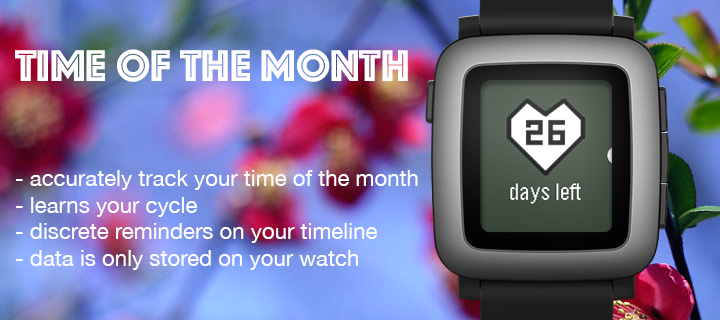 TIME OF THE MONTH
- accurately track your time of the month
- learns your cycle
- discrete reminders on your timeline
- data is only stored on your watch
26
days left